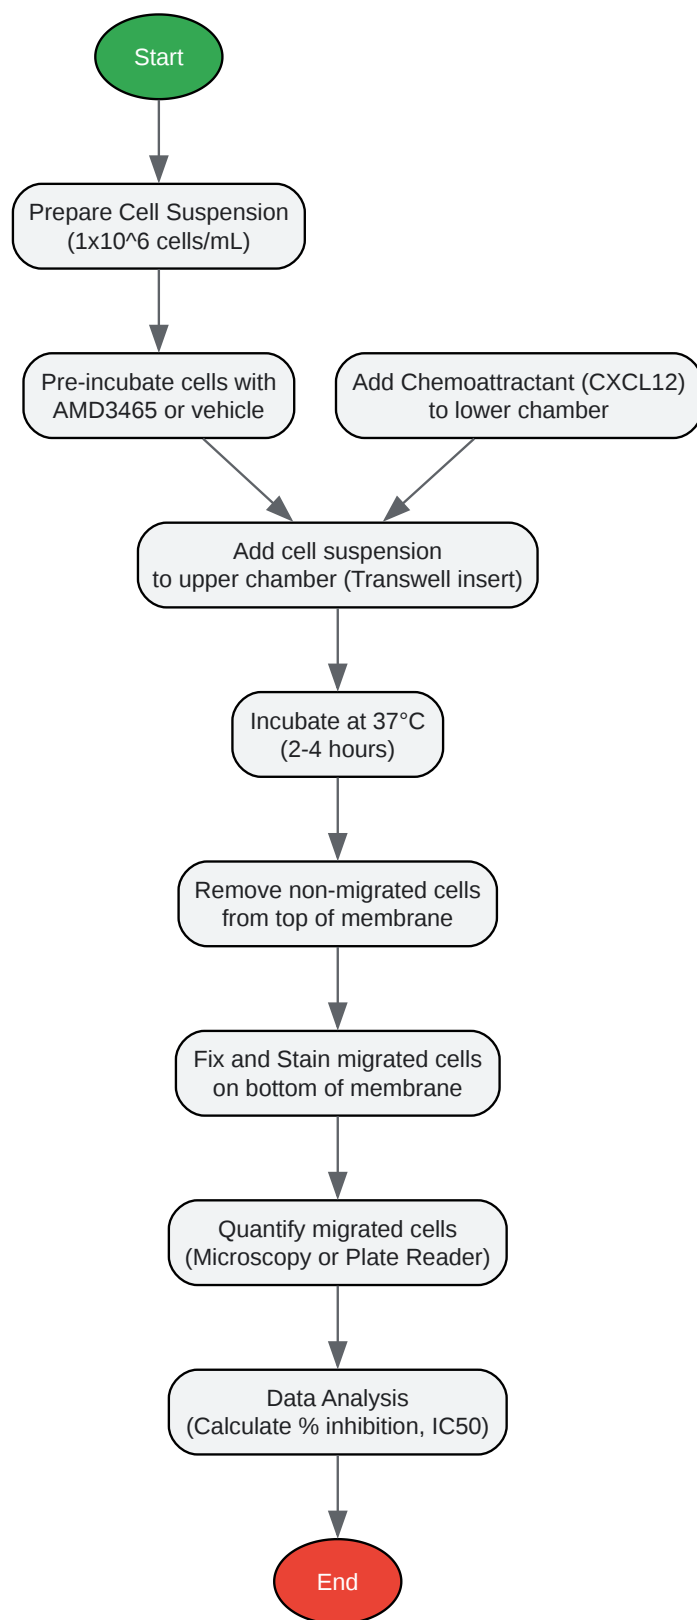 Start
Prepare Cell Suspension
(1x10^6 cells/mL)
Pre-incubate cells with
AMD3465 or vehicle
Add Chemoattractant (CXCL12)
to lower chamber
Add cell suspension
to upper chamber (Transwell insert)
Incubate at 37°C
(2-4 hours)
Remove non-migrated cells
from top of membrane
Fix and Stain migrated cells
on bottom of membrane
Quantify migrated cells
(Microscopy or Plate Reader)
Data Analysis
(Calculate % inhibition, IC50)
End